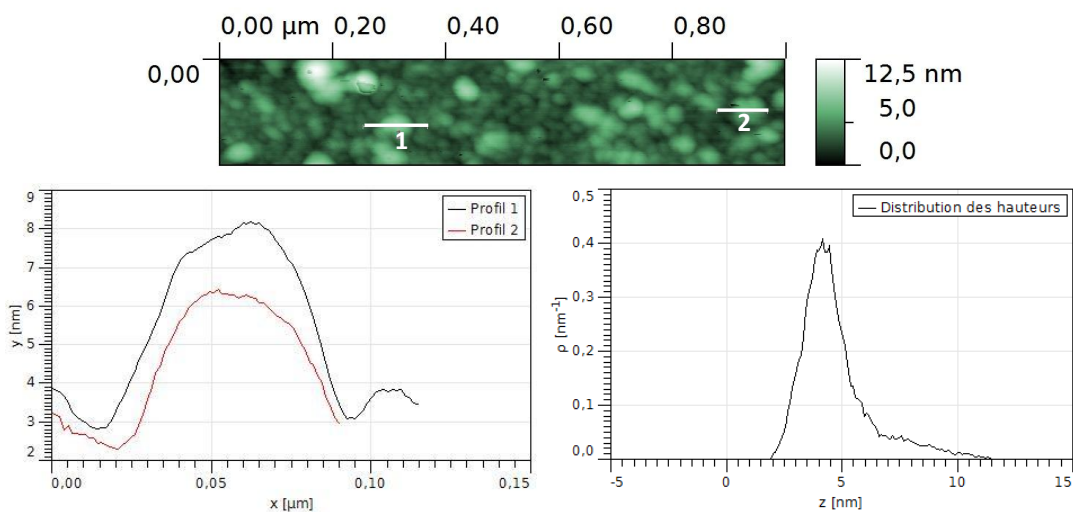 0,00 µm 0,20 0,40 0,60 0,80
0,00
12,5 nm
5,0
0,0
1
2
9
8
7
6
5
4
3
2
y [nm]
Profil 1
Profil 2
0,00 0,05 0,10 0,15
x [µm]
0,5
0,4
0,3
0,2
0,1
0,0
ρ [nm-1]
Distribution des hauteurs
-5 0 5 10 15
z [nm]